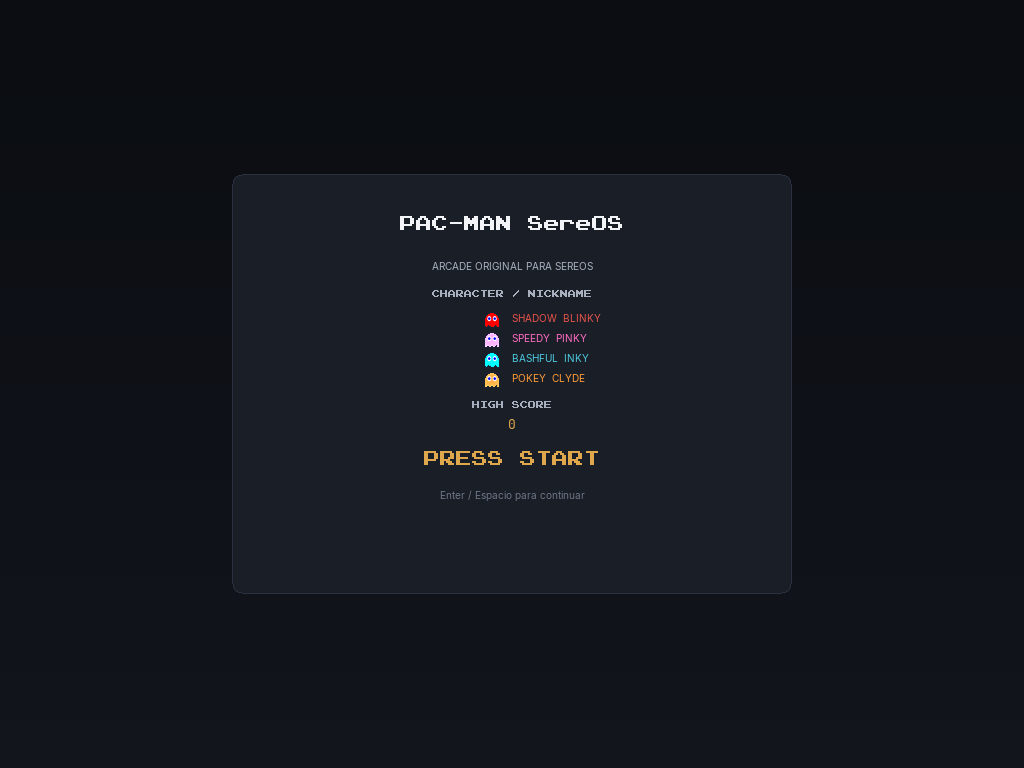 PAC-MAN SereOS
ARCADE ORIGINAL PARA SEREOS
CHARACTER / NICKNAME
SHADOW BLINKY
SPEEDY PINKY
BASHFUL INKY
POKEY CLYDE
HIGH SCORE
0
PRESS START
Enter / Espacio para continuar